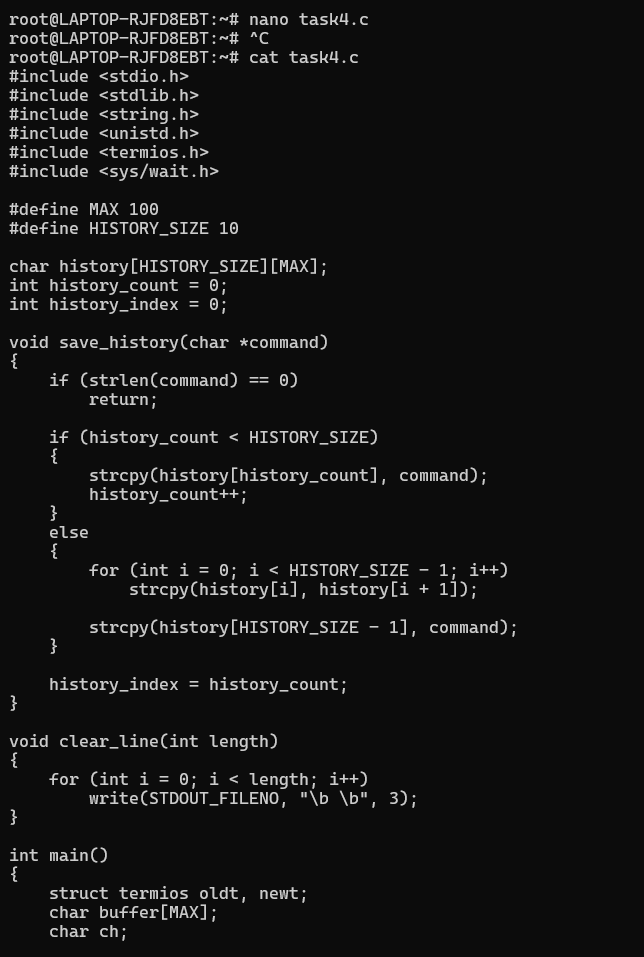 root@LAPTOP-RJFD8EBT:~# nano task4.c
root@LAPTOP-RJFD8EBT:~# ^C
root@LAPTOP-RJFD8EBT:~# cat task4.c
#include <stdio.h>
#include <stdlib.h>
#include <string.h>
#include <unistd.h>
#include <termios.h>
#include <sys/wait.h>

#define MAX 100
#define HISTORY_SIZE 10

char history[HISTORY_SIZE][MAX];
int history_count = 0;
int history_index = 0;

void save_history(char *command)
{
    if (strlen(command) == 0)
        return;

    if (history_count < HISTORY_SIZE)
    {
        strcpy(history[history_count], command);
        history_count++;
    }
    else
    {
        for (int i = 0; i < HISTORY_SIZE - 1; i++)
            strcpy(history[i], history[i + 1]);

        strcpy(history[HISTORY_SIZE - 1], command);
    }

    history_index = history_count;
}

void clear_line(int length)
{
    for (int i = 0; i < length; i++)
        write(STDOUT_FILENO, "\b \b", 3);
}

int main()
{
    struct termios oldt, newt;
    char buffer[MAX];
    char ch;